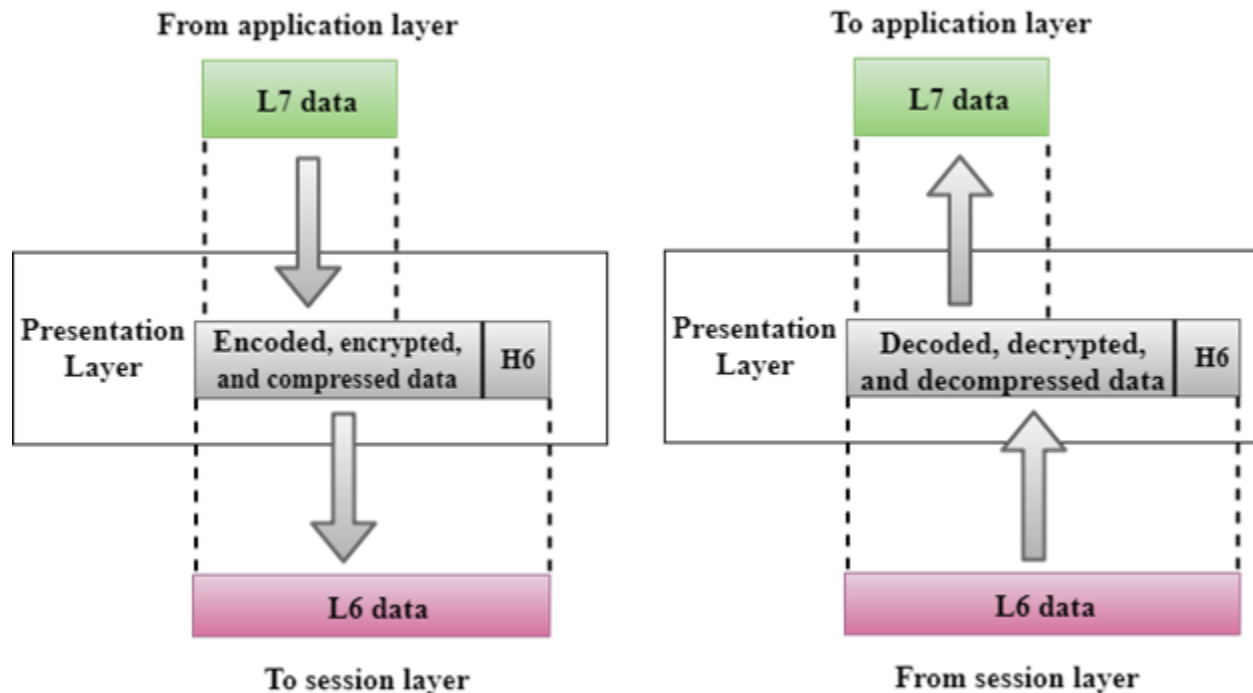 From application layer
L7 data
Presentation
Layer
Encoded, encrypted,
and compressed data
H6
L6 data
To session layer
To application layer
L7 data
Presentation
Layer
Decoded, decrypted,
and decompressed data
H6
L6 data
From session layer